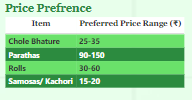 Price Prefrence
Item Preferred Price Range (₹)
Chole Bhature 25-35
Parathas 90-150
Rolls 30-60
Samosas/ Kachori 15-20